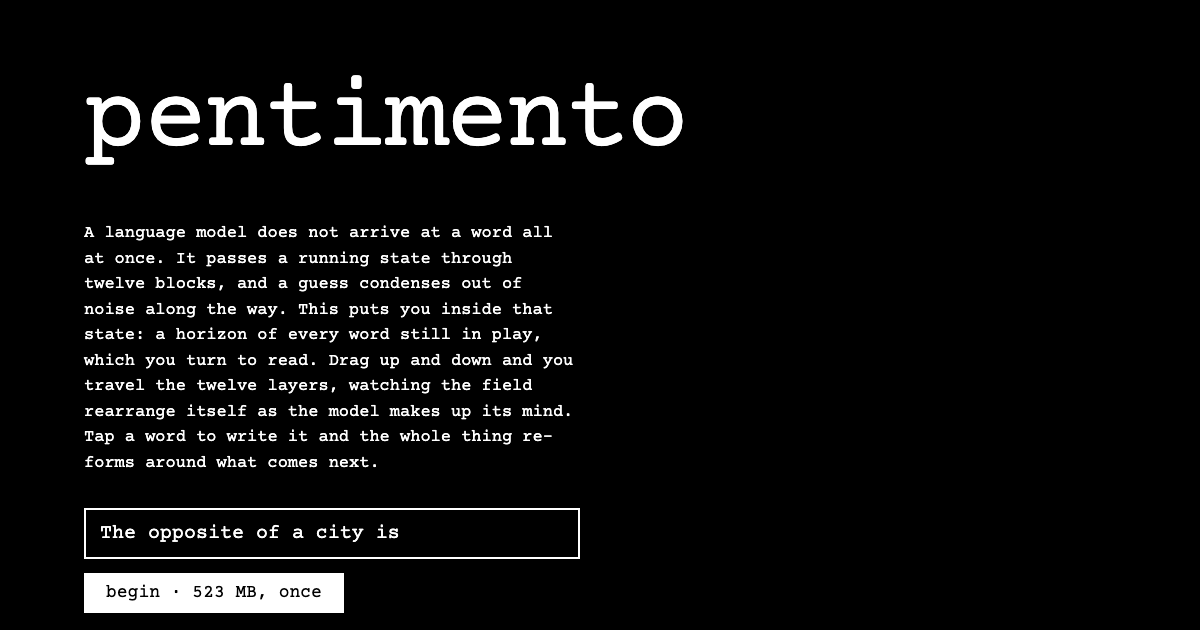 pentimento
A language model does not arrive at a word all
at once. It passes a running state through
twelve blocks, and a guess condenses out of
noise along the way. This puts you inside that
state: a horizon of every word still in play,
which you turn to read. Drag up and down and you
travel the twelve layers, watching the field
rearrange itself as the model makes up its mind.
Tap a word to write it and the whole thing re-
forms around what comes next.
The opposite of a city is
begin · 523 MB, once